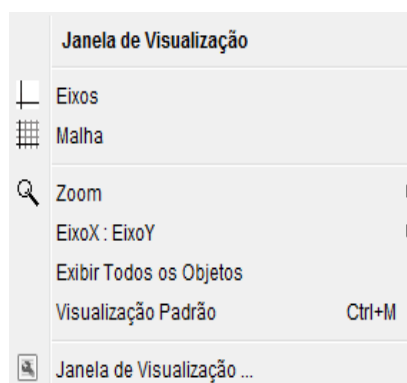 Janela de Visualização
Eixos
Malha
Zoom
EixoX : EixoY
Exibir Todos os Objetos
Visualização Padrão Ctrl+M
Janela de Visualização ...